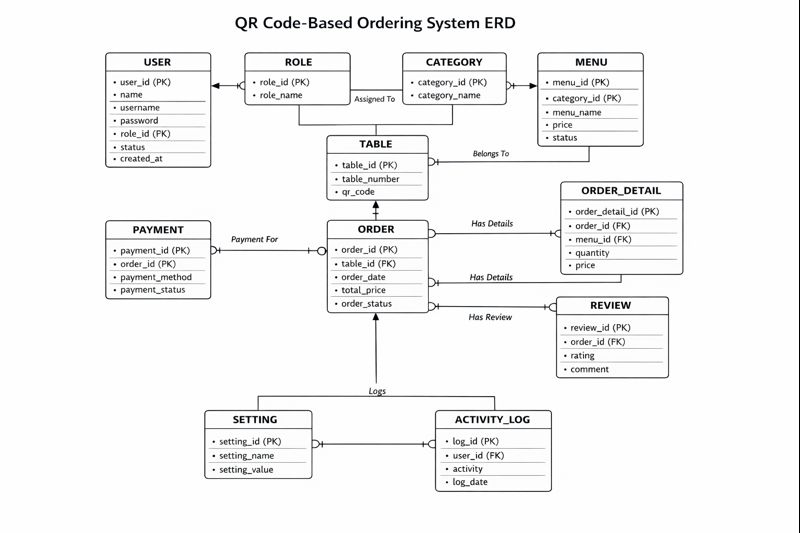 QR Code-Based Ordering System ERD
USER
• user_id (PK)
• name
• username
• password
• role_id (PK)
• status
• created_at
ROLE
• role_id (PK)
• role_name
Assigned To
CATEGORY
• category_id (PK)
• category_name
MENU
• menu_id (PK)
• category_id (PK)
• menu_name
• price
• status
TABLE
• table_id (PK)
• table_number
• qr_code
Belongs To
ORDER_DETAIL
• order_detail_id (PK)
• order_id (FK)
• menu_id (FK)
• quantity
• price
PAYMENT
• payment_id (PK)
• order_id (PK)
• payment_method
• payment_status
Payment For
ORDER
• order_id (PK)
• table_id (FK)
• order_date
• total_price
• order_status
Has Details
Has Details
Has Review
REVIEW
• review_id (PK)
• order_id (FK)
• rating
• comment
Logs
SETTING
• setting_id (PK)
• setting_name
• setting_value
ACTIVITY_LOG
• log_id (PK)
• user_id (FK)
• activity
• log_date